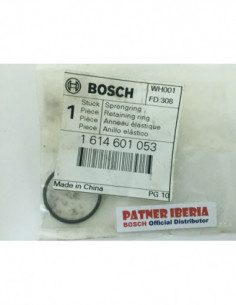 BOSCH
WH001
FD:30B
1
Stück
Piece
Pièce
Pieza
Sprengring
Retaining ring
Anneau élastique
Anillo elástico
1 614 601 053
Made in China
PG 10
PATNER IBERIA
BOSCH Official
Distributor